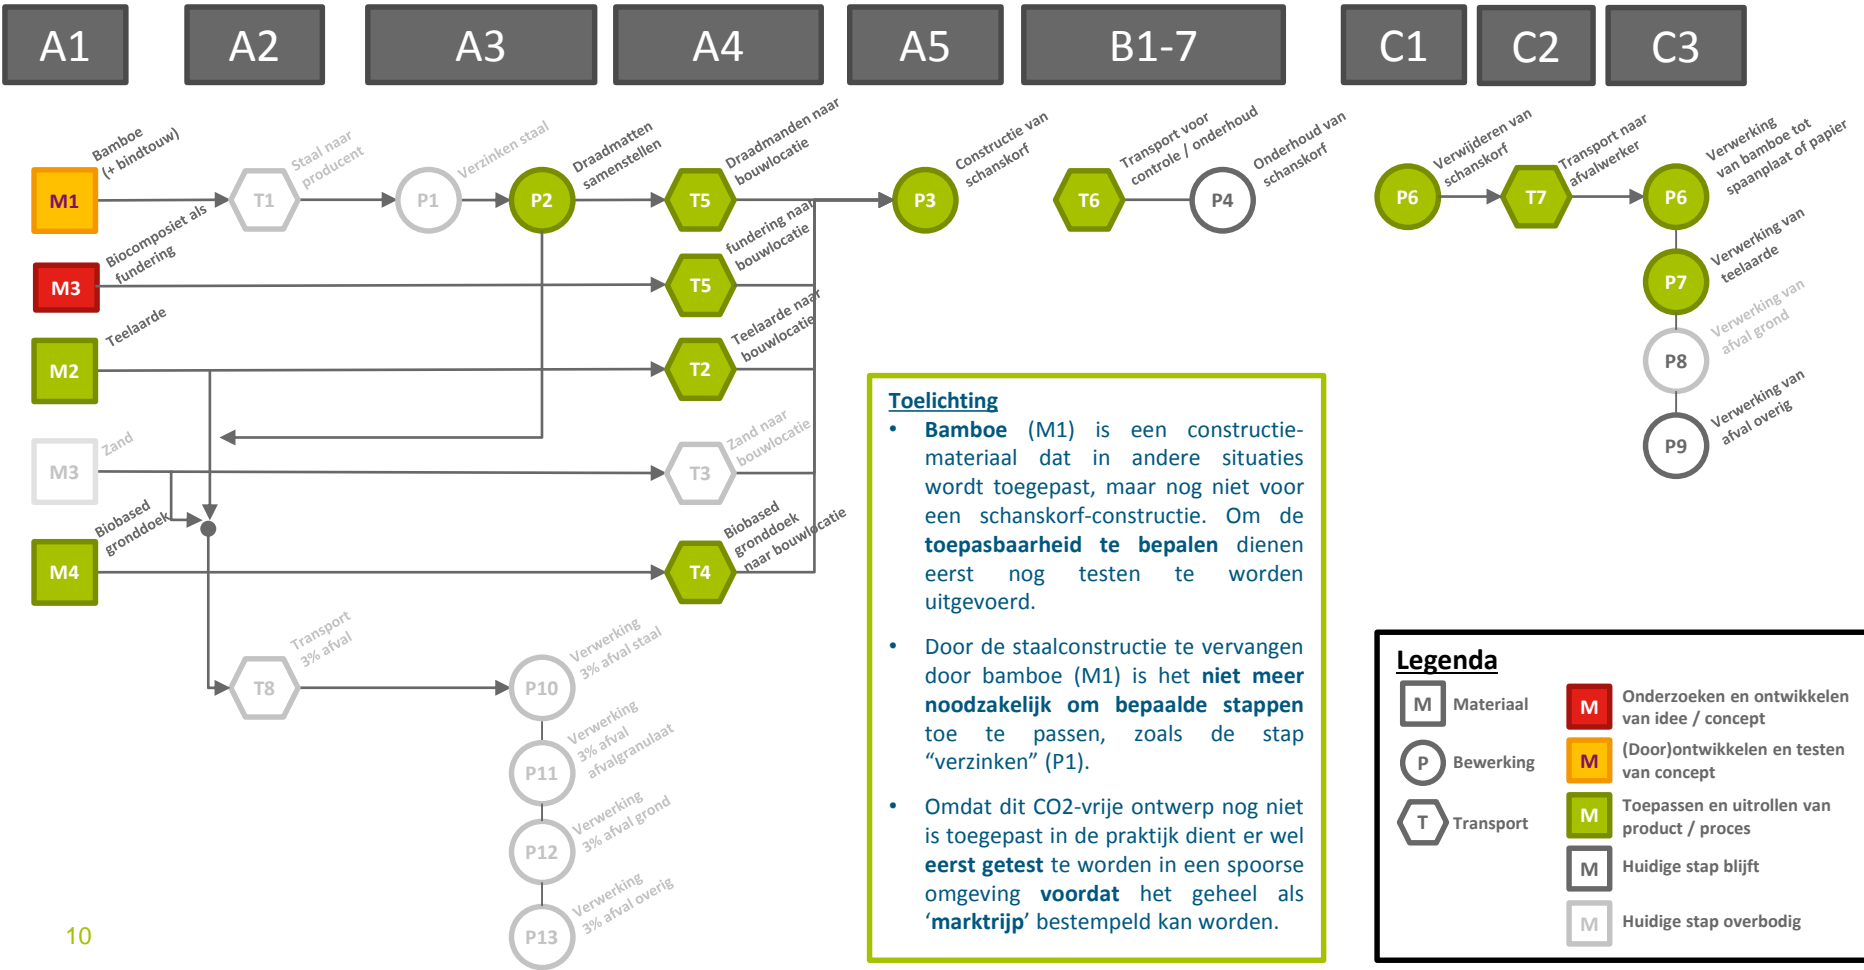 A1
A2
A3
A4
A5
B1-7
C1
C2
C3
Bamboe
(+ bindtouw)
M1
Staal naar
producent
T1
Verzinken staal
P1
Draadmatten
samenstellen
P2
Draadmanden naar
bouwlocatie
T5
Constructie van
schanskorf
P3
Transport voor
controle / onderhoud
T6
Onderhoud van
schanskorf
P4
Verwijderen van
schanskorf
P6
Transport naar
afvalwerker
T7
Verwerking
van bamboe tot
spaanplaat of papier
P6
Biocomposiet als
fundering
M3
fundering naar
bouwlocatie
T5
Verwerking van
teelaarde
P7
Teelaarde
M2
Teelaarde naar
bouwlocatie
T2
Verwerking van
afval grond
P8
Zand
M3
Zand naar
bouwlocatie
T3
Verwerking van
afval overig
P9
Biobased
gronddoek
M4
Biobased
gronddoek
naar bouwlocatie
T4
Transport
3% afval
T8
Verwerking
3% afval staal
P10
Verwerking
3% afval
afvalgranulaat
P11
Verwerking
3% afval grond
P12
Verwerking
3% afval overig
P13
Toelichting
• Bamboe (M1) is een constructie-
materiaal dat in andere situaties
wordt toegepast, maar nog niet voor
een schanskorf-constructie. Om de
toepasbaarheid te bepalen dienen
eerst nog testen te worden
uitgevoerd.
• Door de staalconstructie te vervangen
door bamboe (M1) is het niet meer
noodzakelijk om bepaalde stappen
toe te passen, zoals de stap
“verzinken” (P1).
• Omdat dit CO2-vrije ontwerp nog niet
is toegepast in de praktijk dient er wel
eerst getest te worden in een spoorse
omgeving voordat het geheel als
‘marktrijp’ bestempeld kan worden.
Legenda
M Materiaal
P Bewerking
T Transport
M Onderzoeken en ontwikkelen
van idee / concept
M (Door)ontwikkelen en testen
van concept
M Toepassen en uitrollen van
product / proces
M Huidige stap blijft
M Huidige stap overbodig
10